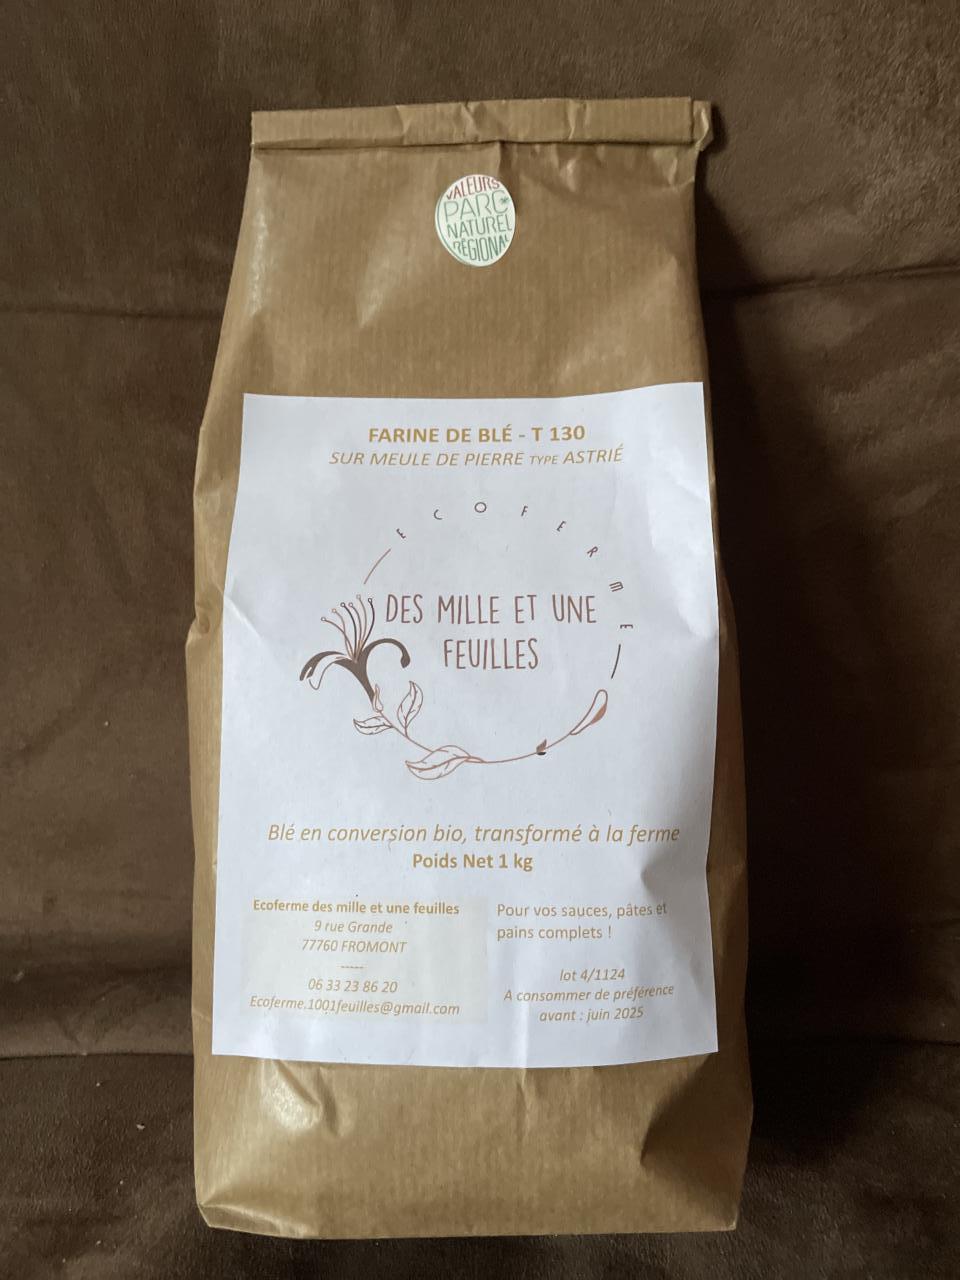 VALEURS
PARC
NATUREL
RÉGIONAL
FARINE DE BLÉ - T 130
SUR MEULE DE PIERRE TYPE ASTRIÉ
ECOFERME
DES MILLE ET UNE
FEUILLES
Blé en conversion bio, transformé à la ferme
Poids Net 1 kg
Ecoferme des mille et une feuilles
9 rue Grande
77760 FROMONT
-----
06 33 23 86 20
Ecoferme.1001feuilles@gmail.com
Pour vos sauces, pâtes et
pains complets !
lot 4/1124
A consommer de préférence
avant : juin 2025